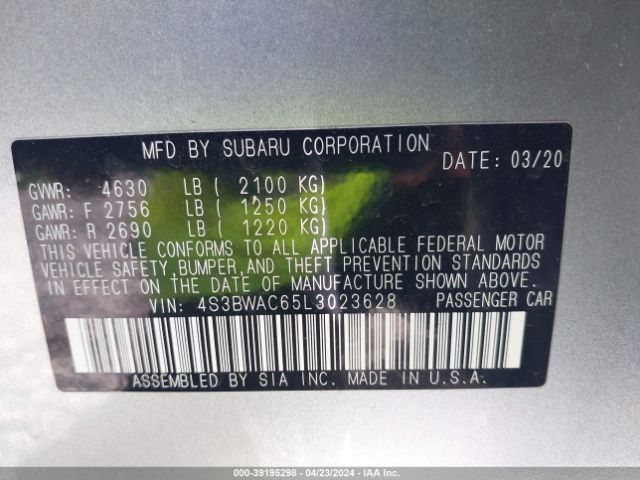 MFD BY SUBARU CORPORATION
DATE: 03/20
GVWR: 4630 LB ( 2100 KG)
GAWR: F 2756 LB ( 1250 KG)
GAWR: R 2690 LB ( 1220 KG)
THIS VEHICLE CONFORMS TO ALL APPLICABLE FEDERAL MOTOR
VEHICLE SAFETY, BUMPER, AND THEFT PREVENTION STANDARDS
IN EFFECT ON THE DATE OF MANUFACTURE SHOWN ABOVE.
VIN: 4S3BWAC65L3023628 PASSENGER CAR
ASSEMBLED BY SIA INC. MADE IN U.S.A.
000-39195298 - 04/23/2024 - IAA Inc.